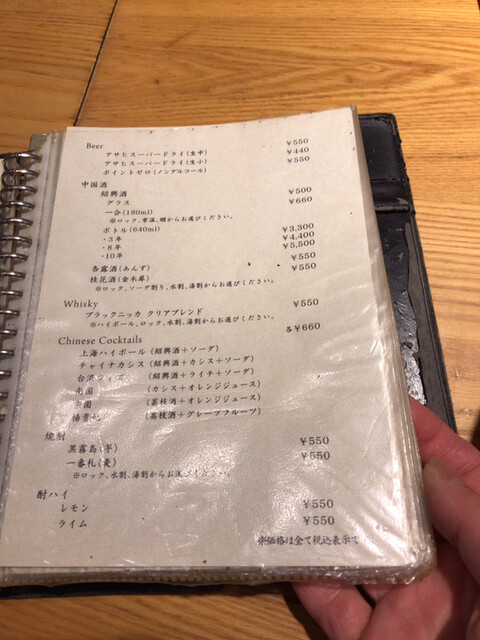 Beer
アサヒスーパードライ(生中) ¥550
アサヒスーパードライ(生小) ¥440
ポイントゼロ(ノンアルコール) ¥550
中国酒
紹興酒
グラス ¥500
一合(180ml) ¥660
※ロック、常温、燗からお選びください。
ボトル(640ml)
・3年 ¥3,300
・8年 ¥4,400
・10年 ¥5,500
杏露酒(あんず) ¥550
桂花酒(金木犀) ¥550
※ロック、ソーダ割り、水割、湯割からお選びください。
Whisky
ブラックニッカ クリアブレンド ¥550
※ハイボール、ロック、水割、湯割からお選びください。
Chinese Cocktails 各¥660
上海ハイボール (紹興酒+ソーダ)
チャイナカシス (紹興酒+カシス+ソーダ)
(紹興酒+ライチ+ソーダ)
(カシス+オレンジジュース)
(茘枝酒+オレンジジュース)
楊貴妃 (茘枝酒+グレープフルーツ)
焼酎
黒霧島(芋) ¥550
一番札(麦) ¥550
※ロック、水割、湯割からお選びください。
酎ハイ
レモン ¥550
ライム ¥550
※価格は全て税込表示で